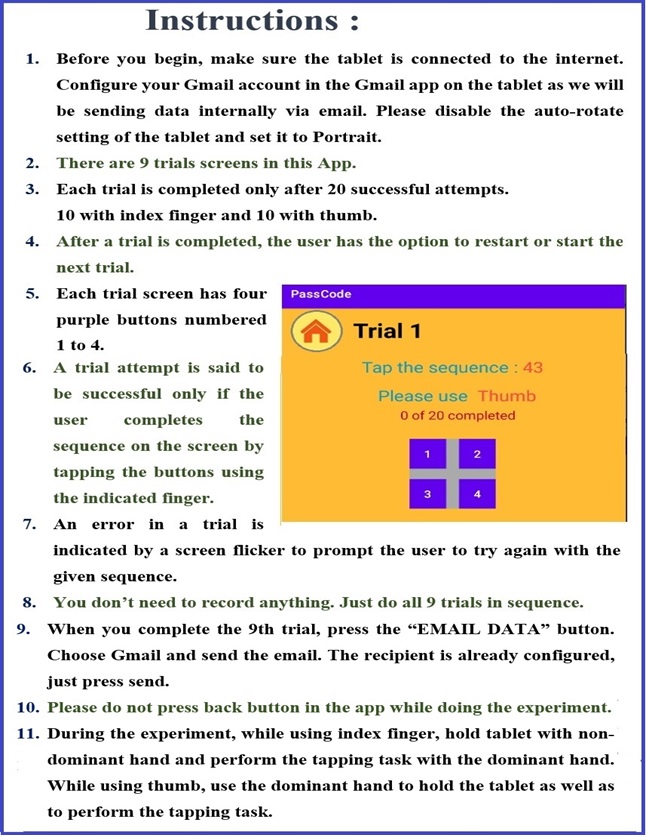 Instructions :
1. Before you begin, make sure the tablet is connected to the internet.
Configure your Gmail account in the Gmail app on the tablet as we will
be sending data internally via email. Please disable the auto-rotate
setting of the tablet and set it to Portrait.
2. There are 9 trials screens in this App.
3. Each trial is completed only after 20 successful attempts.
10 with index finger and 10 with thumb.
4. After a trial is completed, the user has the option to restart or start the
next trial.
5. Each trial screen has four
purple buttons numbered
1 to 4.
6. A trial attempt is said to
be successful only if the
user completes the
sequence on the screen by
tapping the buttons using
the indicated finger.
PassCode
Trial 1
Tap the sequence : 43
Please use Thumb
0 of 20 completed
1 2
3 4
7. An error in a trial is
indicated by a screen flicker to prompt the user to try again with the
given sequence.
8. You don’t need to record anything. Just do all 9 trials in sequence.
9. When you complete the 9th trial, press the “EMAIL DATA” button.
Choose Gmail and send the email. The recipient is already configured,
just press send.
10. Please do not press back button in the app while doing the experiment.
11. During the experiment, while using index finger, hold tablet with non-
dominant hand and perform the tapping task with the dominant hand.
While using thumb, use the dominant hand to hold the tablet as well as
to perform the tapping task.